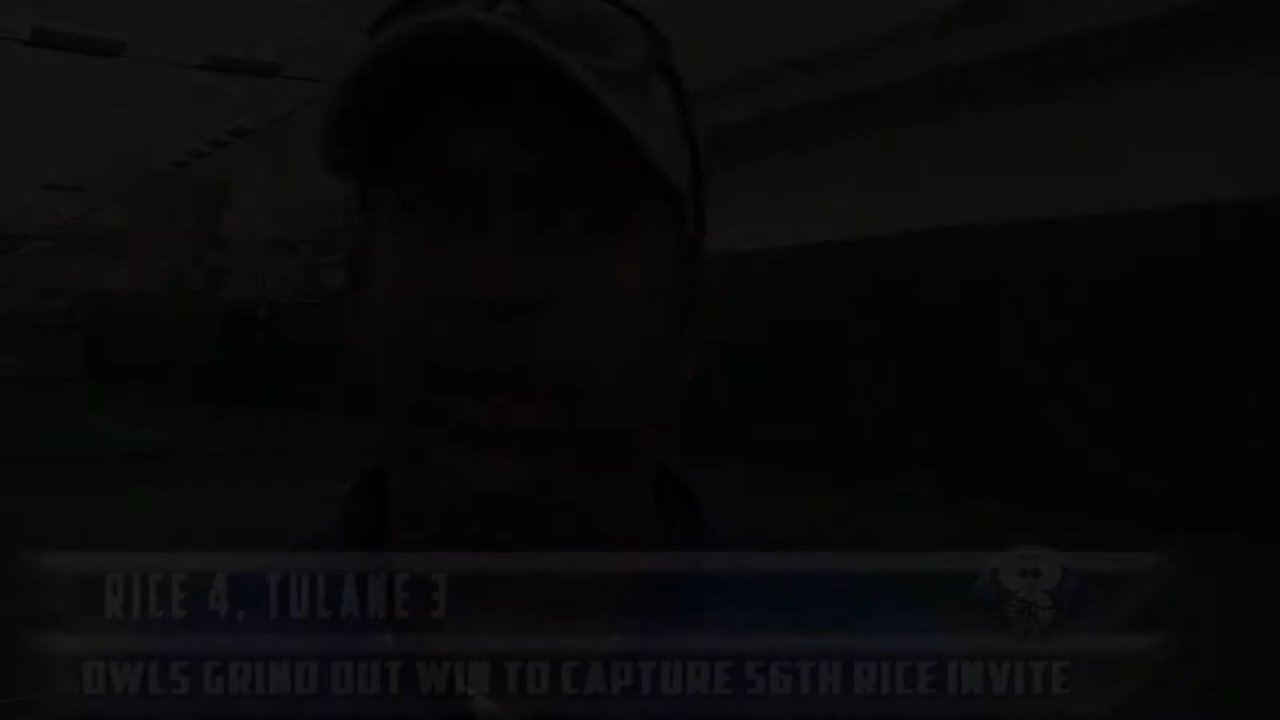 RICE 4, TULANE 3
OWLS GRIND OUT WIN TO CAPTURE 56TH RICE INVITE